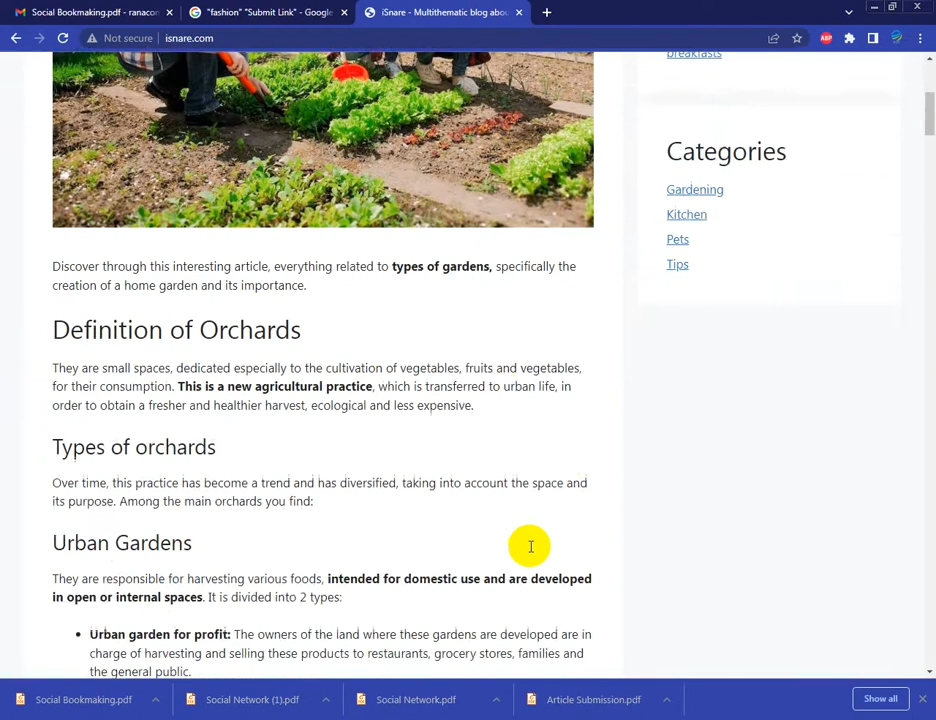 Social Bookmaking.pdf - ranacon
"fashion" "Submit Link" - Google
iSnare - Multithematic blog abou
Not secure
isnare.com
ABP
breakfasts
Categories
Gardening
Kitchen
Pets
Tips
Discover through this interesting article, everything related to types of gardens, specifically the
creation of a home garden and its importance.
Definition of Orchards
They are small spaces, dedicated especially to the cultivation of vegetables, fruits and vegetables,
for their consumption. This is a new agricultural practice, which is transferred to urban life, in
order to obtain a fresher and healthier harvest, ecological and less expensive.
Types of orchards
Over time, this practice has become a trend and has diversified, taking into account the space and
its purpose. Among the main orchards you find:
Urban Gardens
They are responsible for harvesting various foods, intended for domestic use and are developed
in open or internal spaces. It is divided into 2 types:
Urban garden for profit: The owners of the land where these gardens are developed are in
charge of harvesting and selling these products to restaurants, grocery stores, families and
the general public.
Social Bookmaking.pdf
Social Network (1).pdf
Social Network.pdf
Article Submission.pdf
Show all